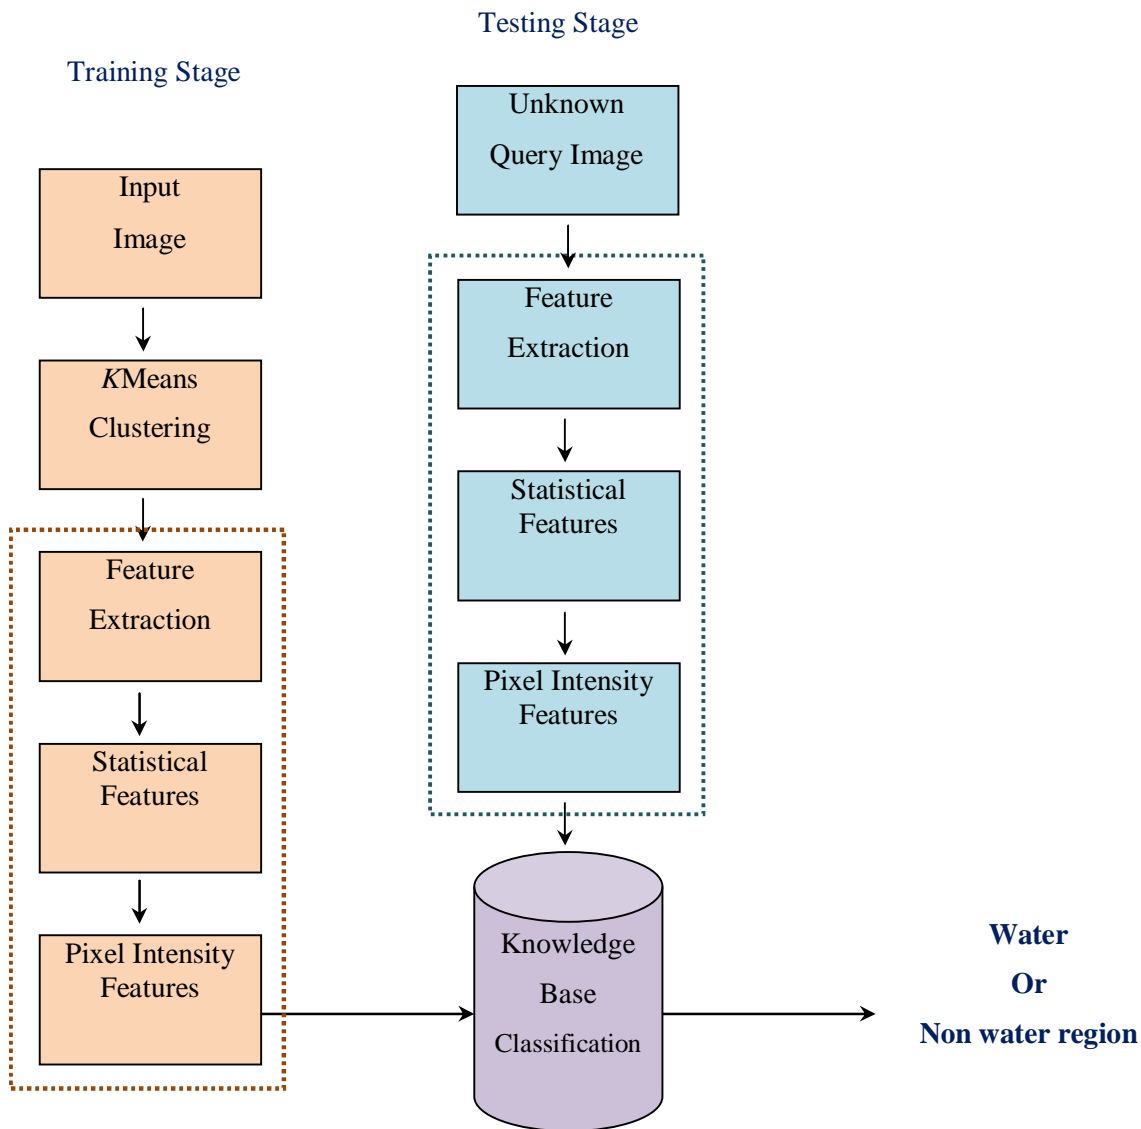 Training Stage
Input
Image
KMeans
Clustering
Feature
Extraction
Statistical
Features
Pixel Intensity
Features
Testing Stage
Unknown
Query Image
Feature
Extraction
Statistical
Features
Pixel Intensity
Features
Knowledge
Base
Classification
Water
Or
Non water region